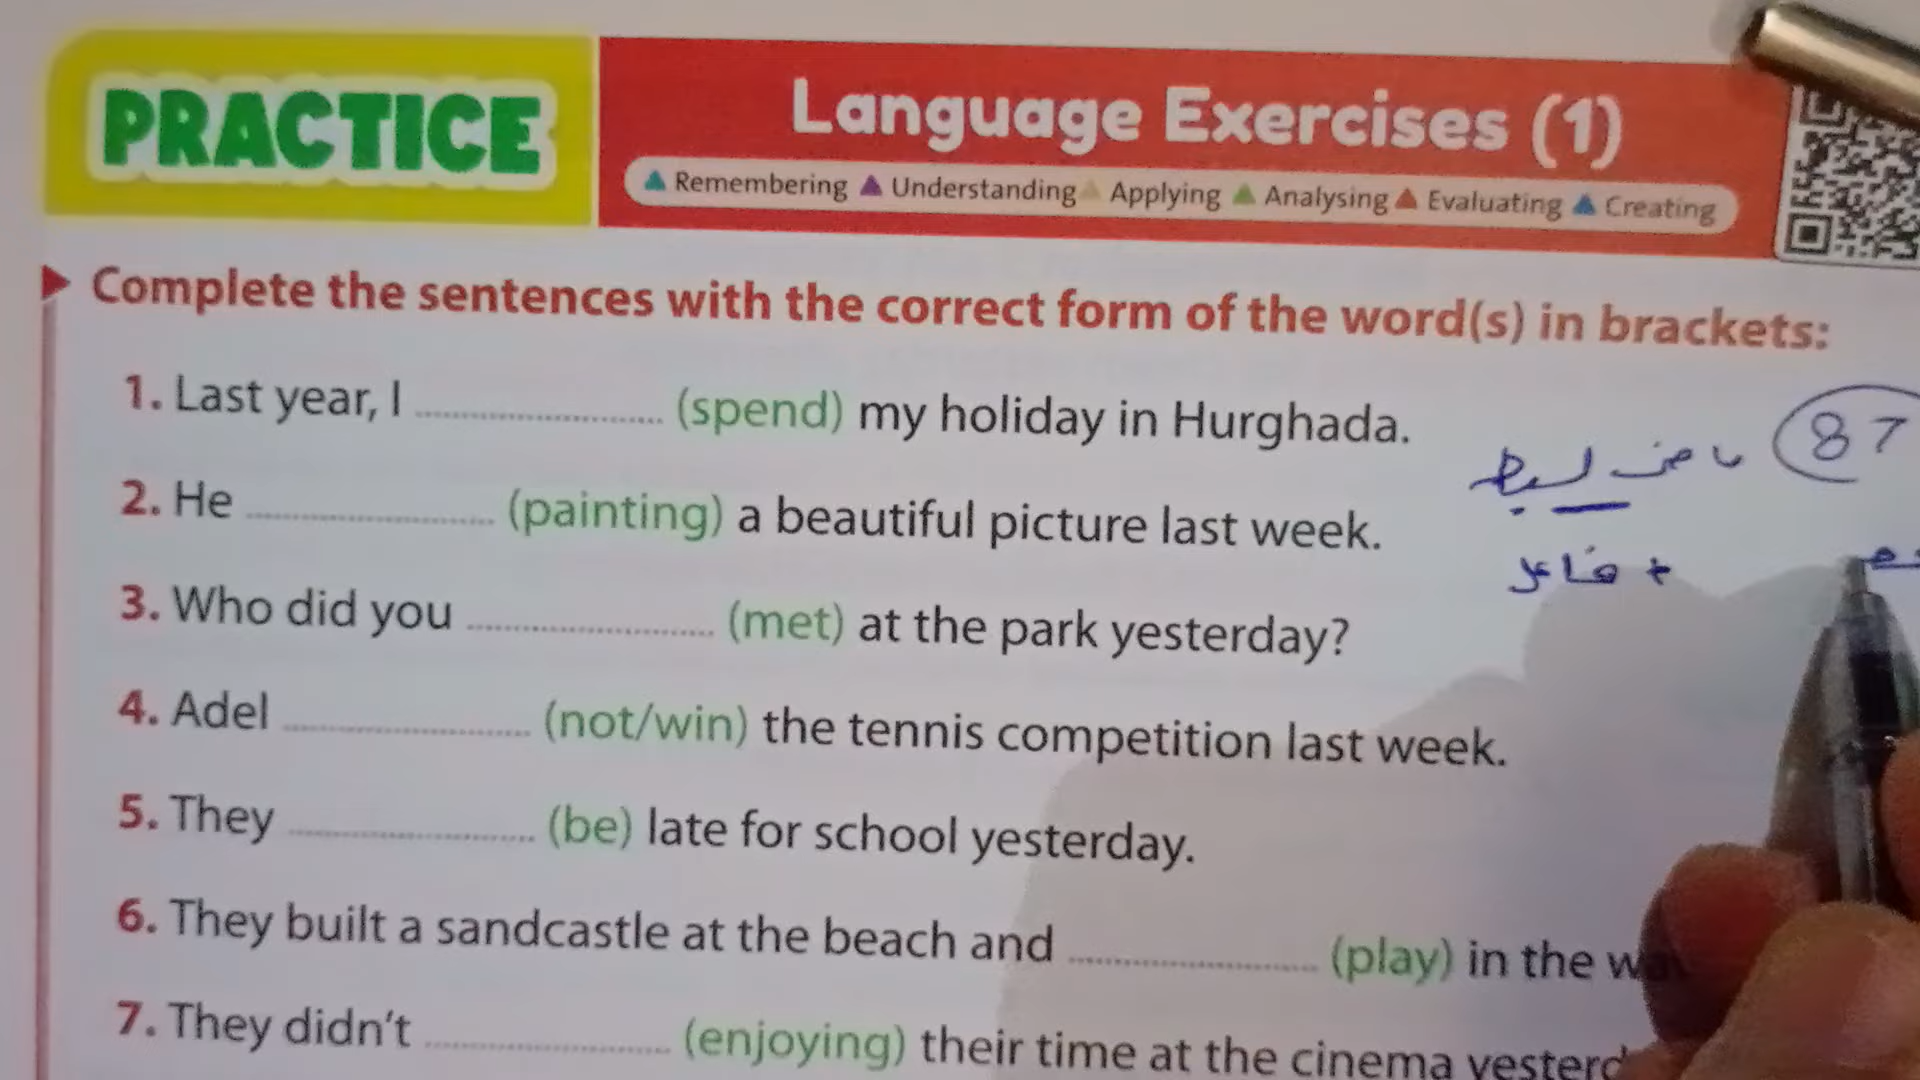 PRACTICE
Language Exercises (1)
Remembering Understanding Applying Analysing Evaluating Creating
Complete the sentences with the correct form of the word(s) in brackets:
1. Last year, I ........................ (spend) my holiday in Hurghada.
87
ماضى بسيط
2. He ........................ (painting) a beautiful picture last week.
+ فاعل
3. Who did you ........................ (met) at the park yesterday?
4. Adel ........................ (not/win) the tennis competition last week.
5. They ........................ (be) late for school yesterday.
6. They built a sandcastle at the beach and ........................ (play) in the
7. They didn't ........................ (enjoying) their time at the cinema